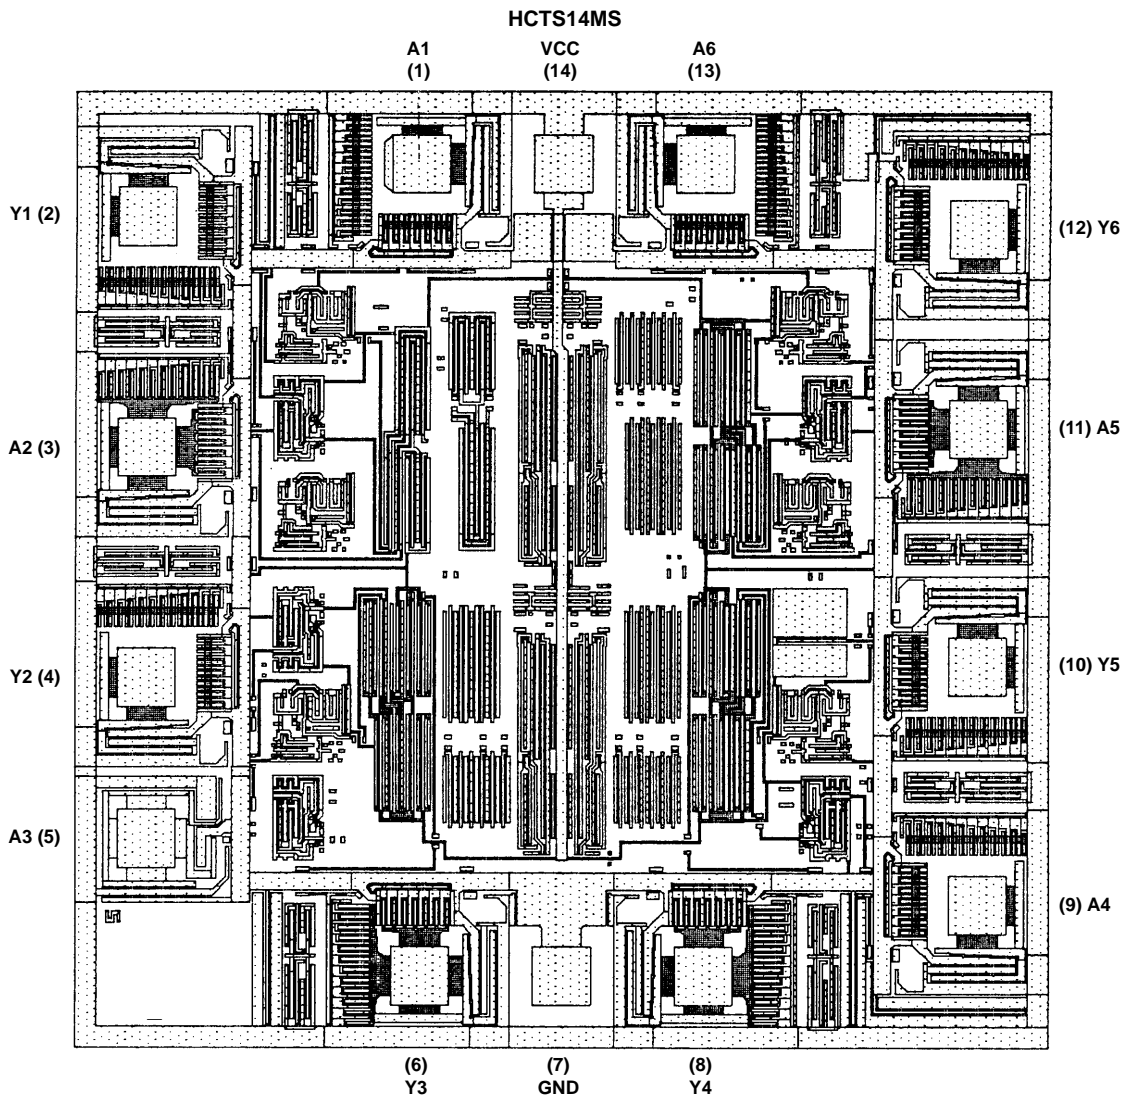 HCTS14MS
A1 VCC A6
(1) (14) (13)
Y1 (2)
(12) Y6
A2 (3)
(11) A5
Y2 (4)
(10) Y5
A3 (5)
(9) A4
(6) (7) (8)
Y3 GND Y4